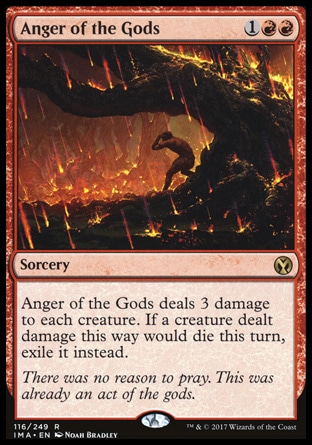 Anger of the Gods 1
Sorcery
Anger of the Gods deals 3 damage
to each creature. If a creature dealt
damage this way would die this turn,
exile it instead.
There was no reason to pray. This was
already an act of the gods.
116/249 R
IMA • EN Noah Bradley
™ & © 2017 Wizards of the Coast